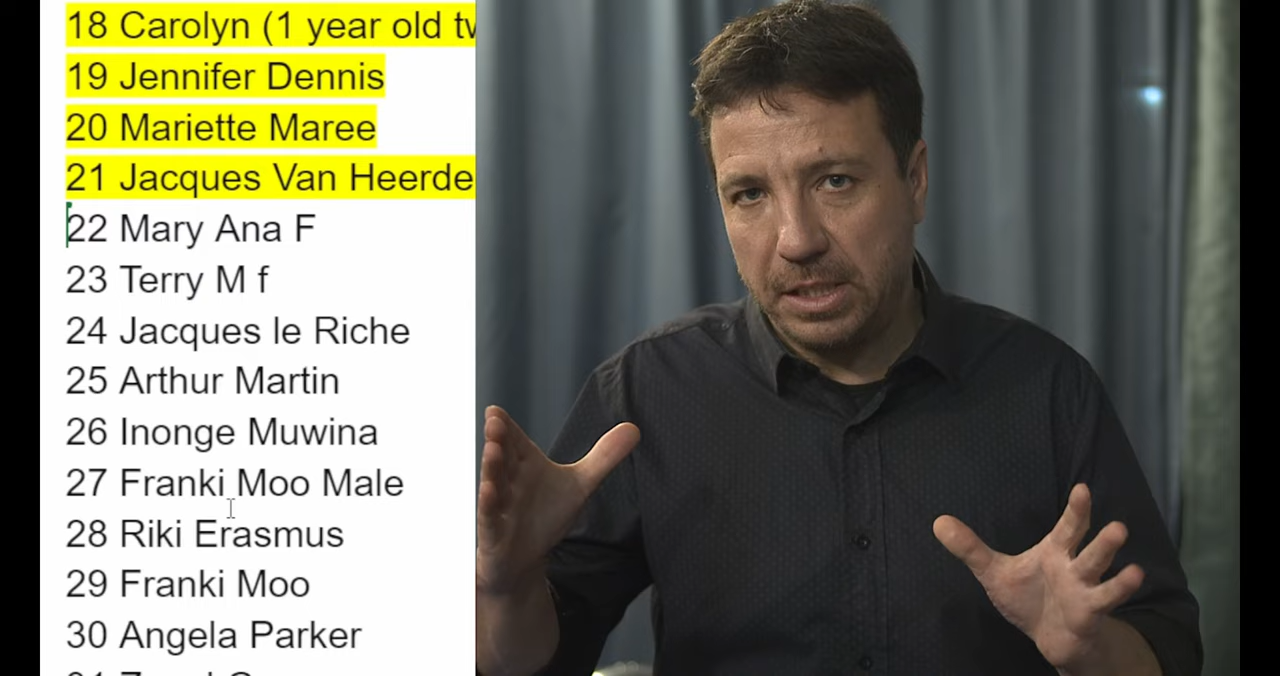 18 Carolyn (1 year old
19 Jennifer Dennis
20 Mariette Maree
21 Jacques Van Heerde
22 Mary Ana F
23 Terry M f
24 Jacques le Riche
25 Arthur Martin
26 Inonge Muwina
27 Franki Moo Male
28 Riki Erasmus
29 Franki Moo
30 Angela Parker